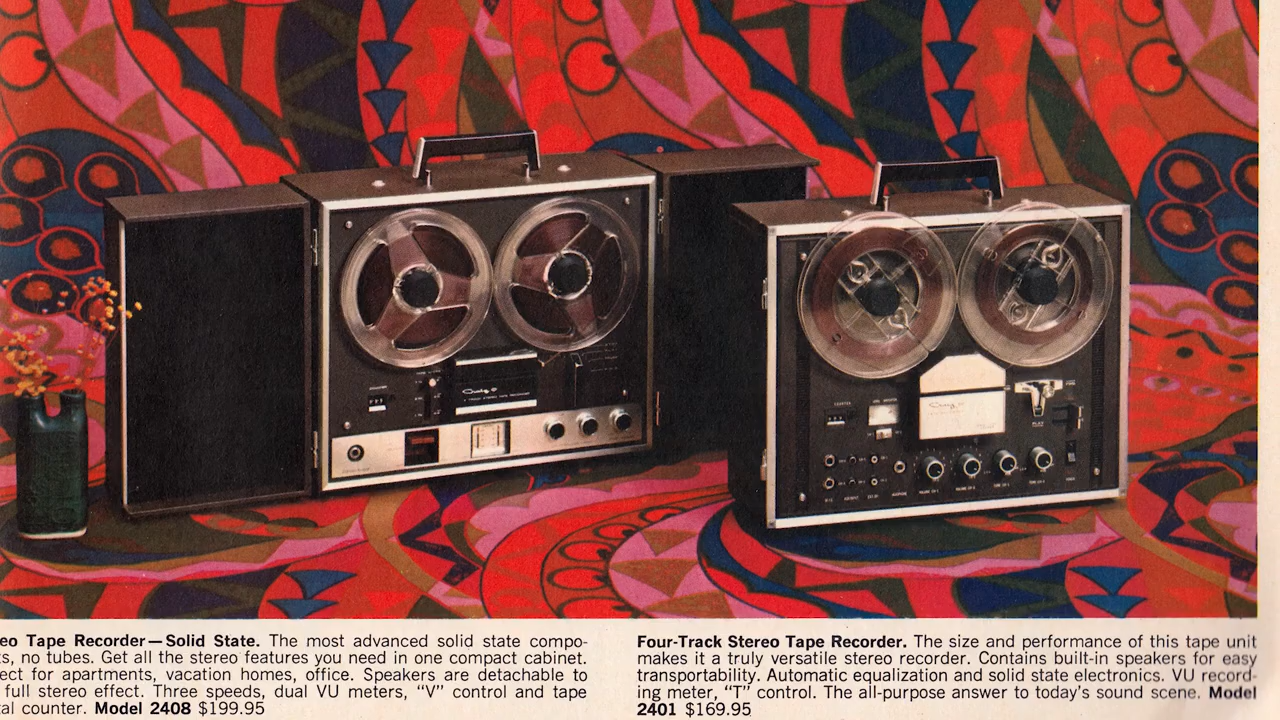 eo Tape Recorder—Solid State. The most advanced solid state compo-
s, no tubes. Get all the stereo features you need in one compact cabinet.
ect for apartments, vacation homes, office. Speakers are detachable to
full stereo effect. Three speeds, dual VU meters, “V” control and tape
al counter. Model 2408 $199.95
Four-Track Stereo Tape Recorder. The size and performance of this tape unit
makes it a truly versatile stereo recorder. Contains built-in speakers for easy
transportability. Automatic equalization and solid state electronics. VU record-
ing meter, “T” control. The all-purpose answer to today’s sound scene. Model
2401 $169.95